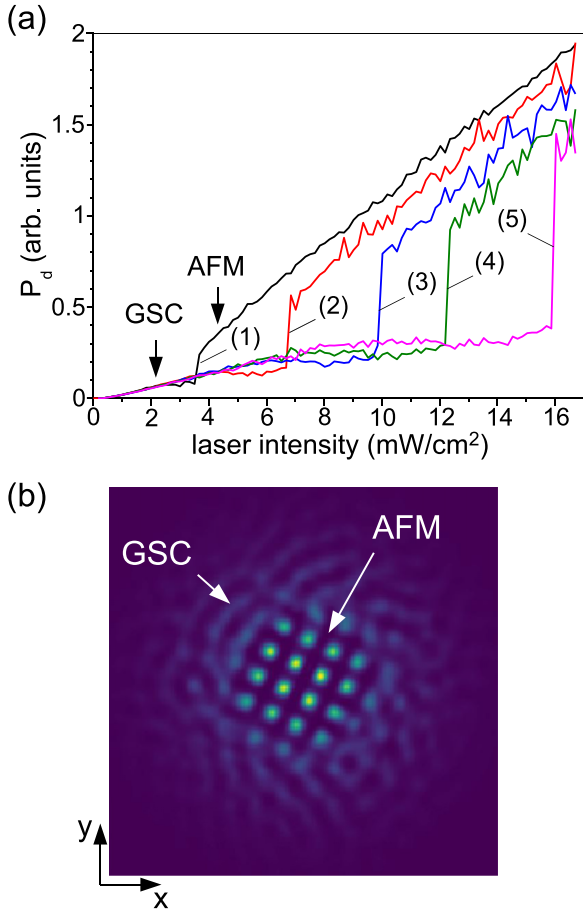 (a)
2
1.5
1
0.5
0
P_d (arb. units)
AFM
GSC
(1)
(2)
(3)
(4)
(5)
0 2 4 6 8 10 12 14 16
laser intensity (mW/cm²)
(b)
GSC
AFM
y
x